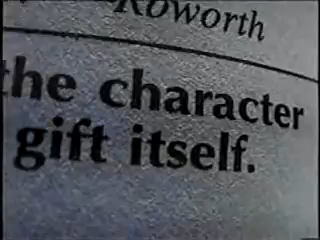 the character
gift itself.